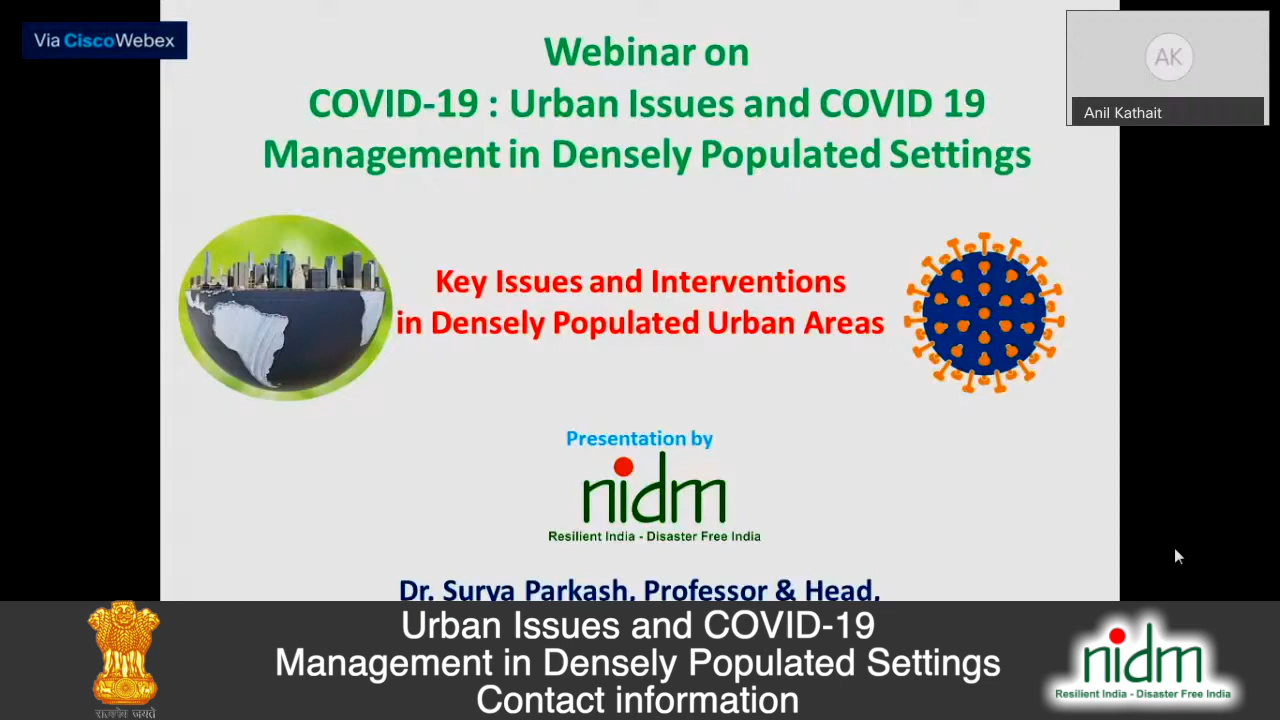 Via CiscoWebex
Webinar on
COVID-19 : Urban Issues and COVID 19
Management in Densely Populated Settings
AK
Anil Kathait
Key Issues and Interventions
in Densely Populated Urban Areas
Presentation by
nidm
Resilient India - Disaster Free India
Dr. Surya Parkash, Professor & Head,
Urban Issues and COVID-19
Management in Densely Populated Settings
Contact information
सत्यमेव जयते
nidm
Resilient India - Disaster Free India